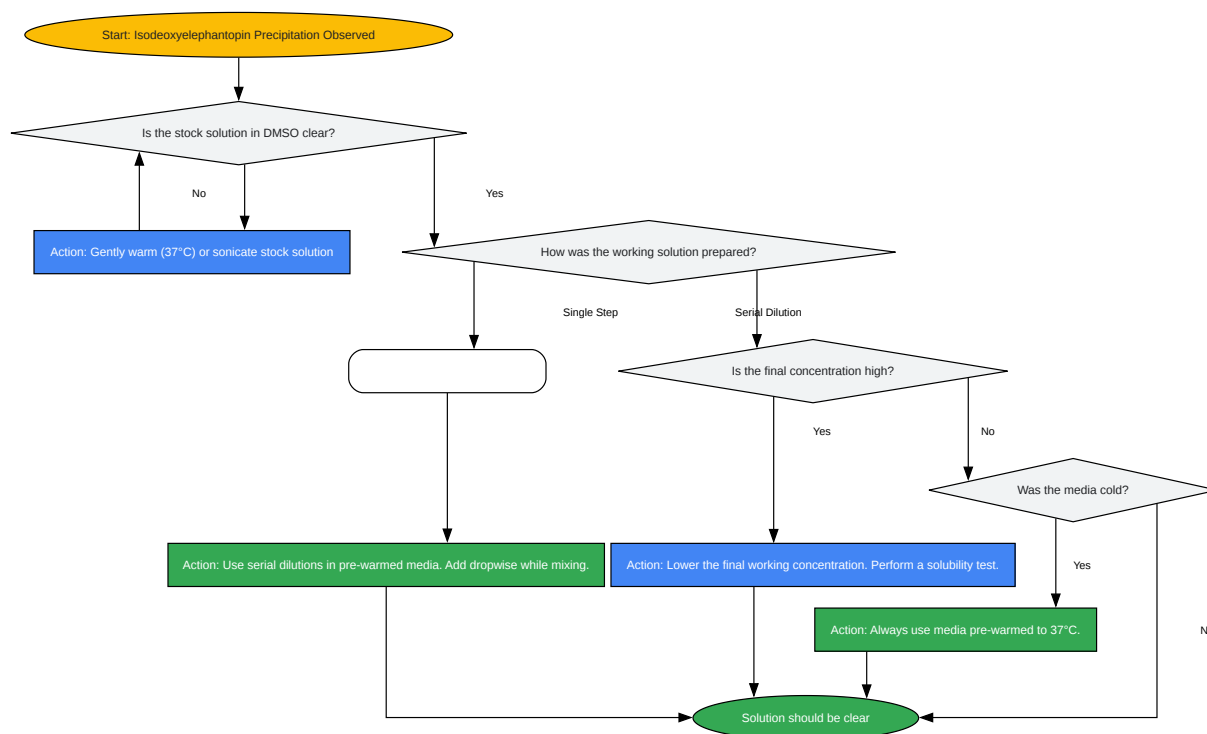 Start: Isodeoxyelephantopin Precipitation Observed
Is the stock solution in DMSO clear?
No
Yes
Action: Gently warm (37°C) or sonicate stock solution
How was the working solution prepared?
Single Step
Serial Dilution
Is the final concentration high?
Yes
No
Was the media cold?
Action: Use serial dilutions in pre-warmed media. Add dropwise while mixing.
Action: Lower the final working concentration. Perform a solubility test.
Yes
Action: Always use media pre-warmed to 37°C.
Solution should be clear